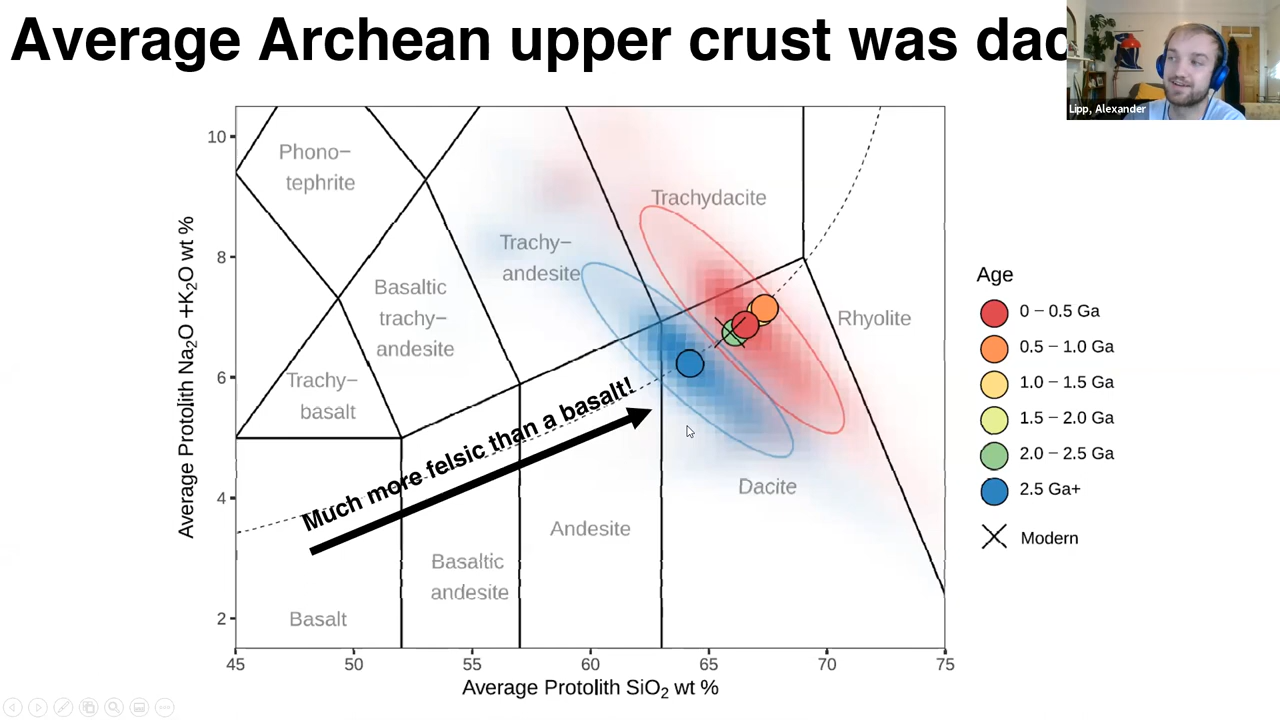 Average Archean upper crust was dac
Lipp, Alexander
10
8
6
4
2
Average Protolith Na₂O +K₂O wt %
Phono−
tephrite
Trachydacite
Trachy−
andesite
Basaltic
trachy−
andesite
Rhyolite
Trachy−
basalt
Much more felsic than a basalt!
Dacite
Andesite
Basaltic
andesite
Basalt
45
50
55
60
65
70
75
Average Protolith SiO₂ wt %
Age
0 − 0.5 Ga
0.5 − 1.0 Ga
1.0 − 1.5 Ga
1.5 − 2.0 Ga
2.0 − 2.5 Ga
2.5 Ga+
Modern